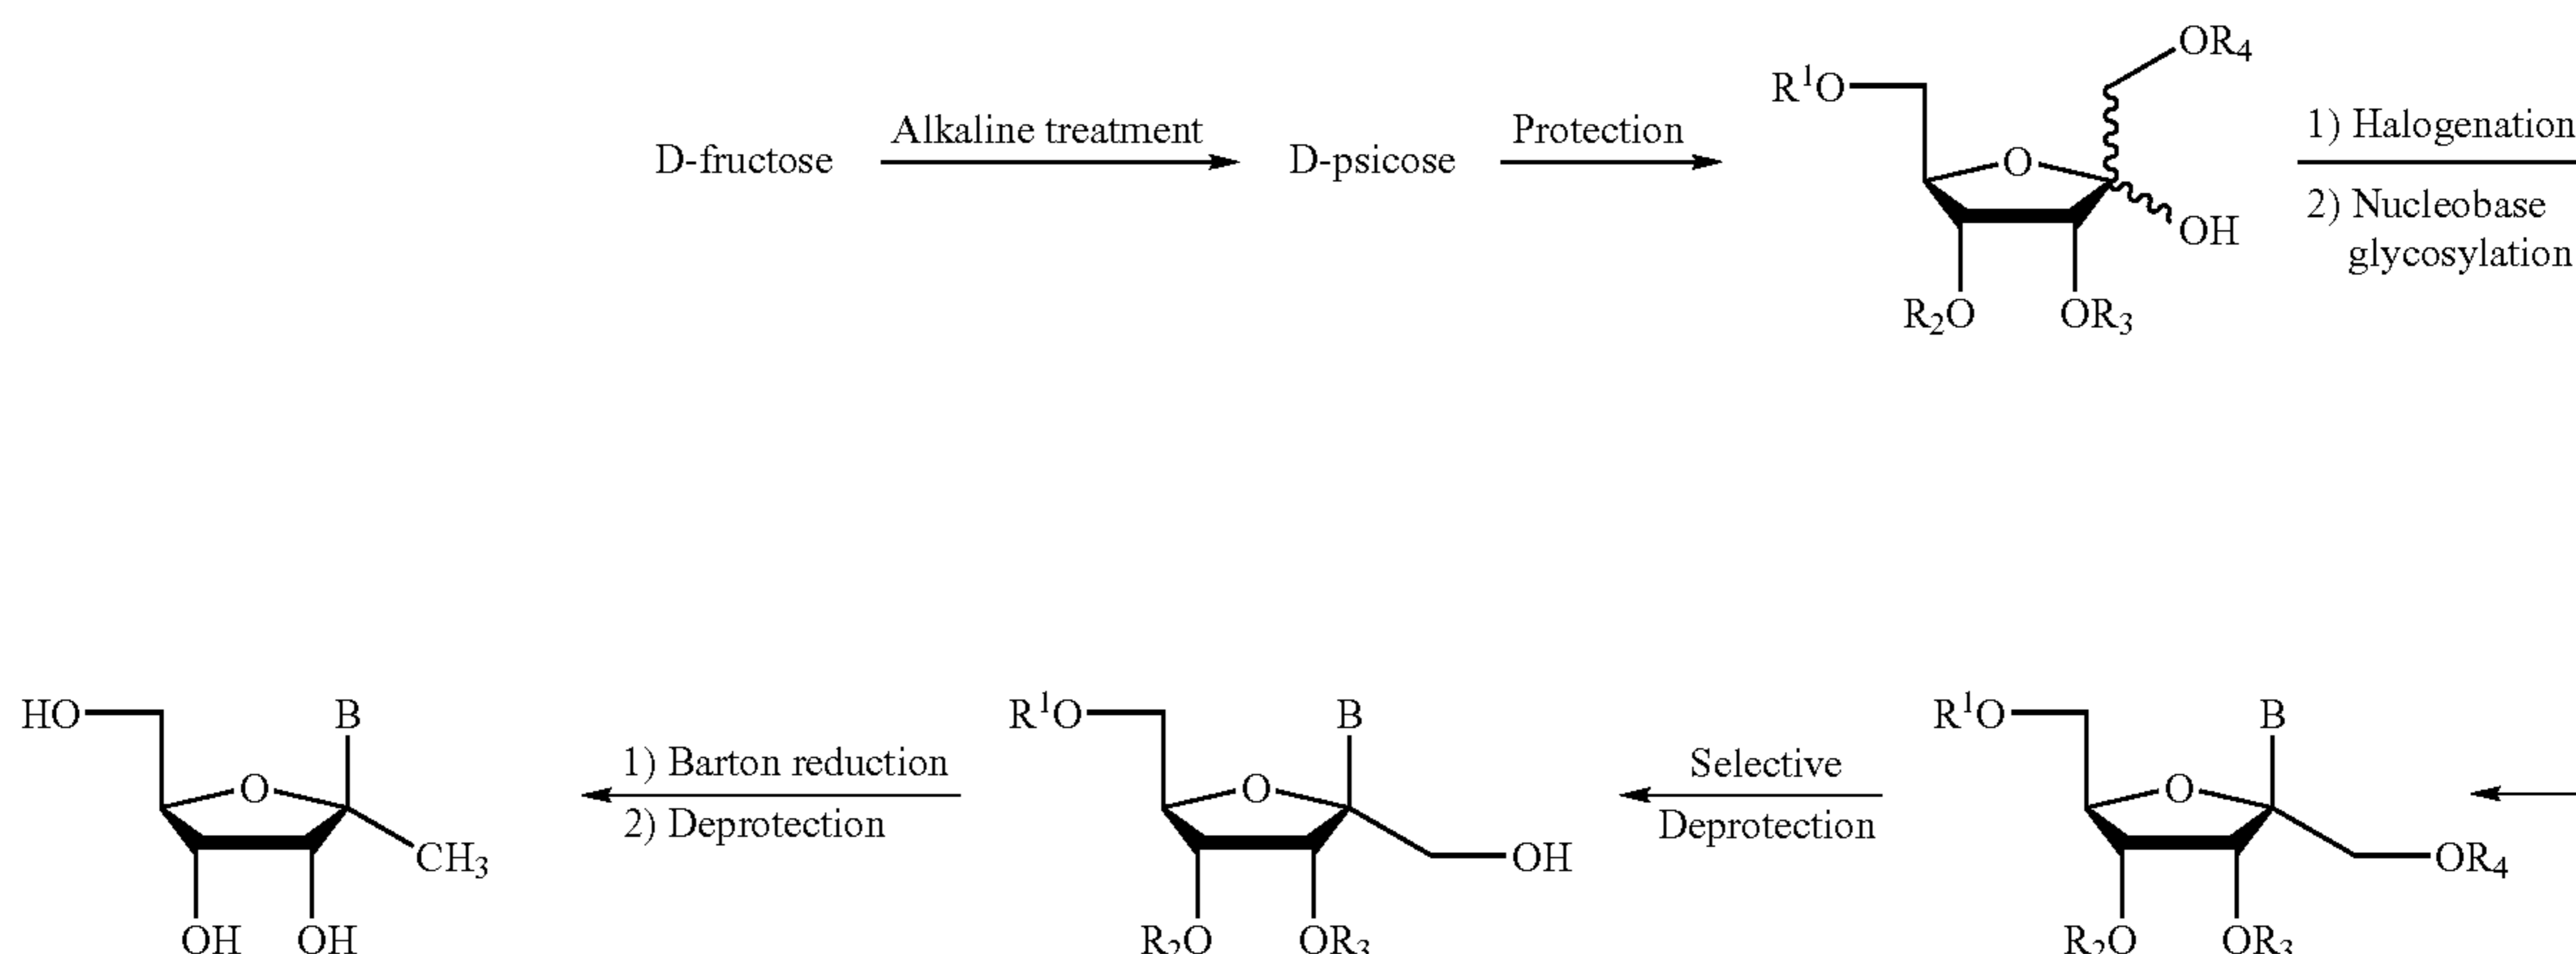 OR₄
R¹O
Alkaline treatment
Protection
1) Halogenation
D-fructose
D-psicose
O
2) Nucleobase
OH
glycosylation
R₂O
OR₃
HO
B
R¹O
B
R¹O
B
1) Barton reduction
Selective
O
O
O
2) Deprotection
Deprotection
CH₃
OH
OR₄
OH
OH
R₂O
OR₃
R₂O
OR₃